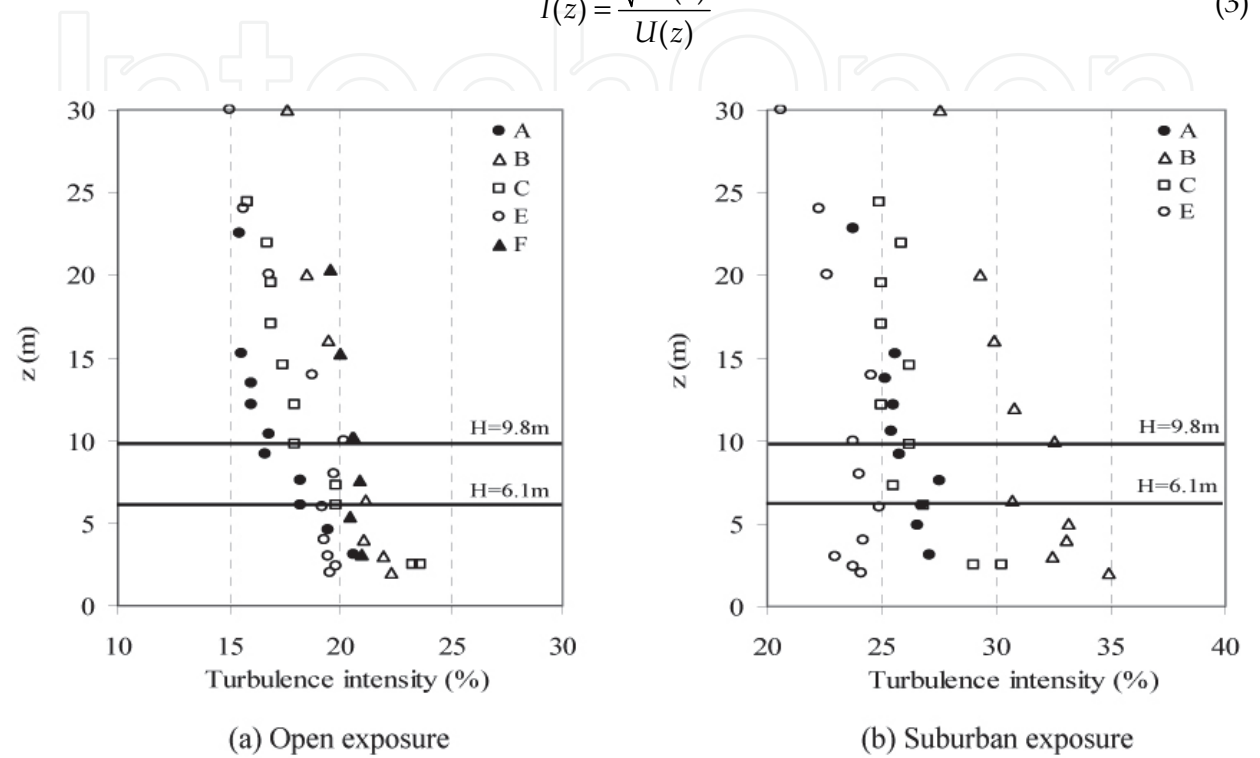 I(z) = / U(z) (3)
IntechOpen
30 25 20 15 10 5 0
z (m)
A
B
C
E
F
H=9.8m
H=6.1m
10 15 20 25 30
Turbulence intensity (%)
(a) Open exposure
30 25 20 15 10 5 0
z (m)
A
B
C
E
H=9.8m
H=6.1m
20 25 30 35 40
Turbulence intensity (%)
(b) Suburban exposure